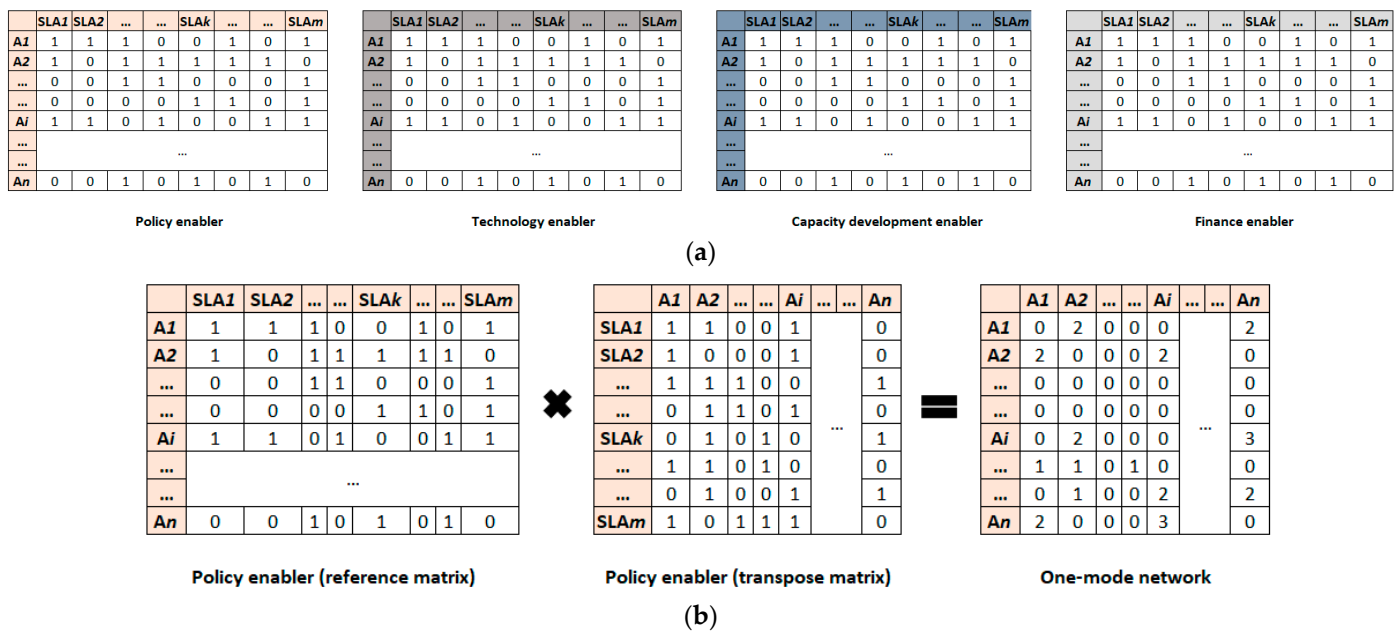 SLA1 SLA2 ... ... SLAk ... ... SLAm
A1 1 1 1 0 0 1 0 1
A2 1 0 1 1 1 1 1 0
... 0 0 1 1 0 0 0 1
... 0 0 0 0 1 1 0 1
Ai 1 1 0 1 0 0 1 1
...
...
...
An 0 0 1 0 1 0 1 0
Policy enabler
SLA1 SLA2 ... ... SLAk ... ... SLAm
A1 1 1 1 0 0 1 0 1
A2 1 0 1 1 1 1 1 0
... 0 0 1 1 0 0 0 1
... 0 0 0 0 1 1 0 1
Ai 1 1 0 1 0 0 1 1
...
...
...
An 0 0 1 0 1 0 1 0
Technology enabler
SLA1 SLA2 ... ... SLAk ... ... SLAm
A1 1 1 1 0 0 1 0 1
A2 1 0 1 1 1 1 1 0
... 0 0 1 1 0 0 0 1
... 0 0 0 0 1 1 0 1
Ai 1 1 0 1 0 0 1 1
...
...
...
An 0 0 1 0 1 0 1 0
Capacity development enabler
SLA1 SLA2 ... ... SLAk ... ... SLAm
A1 1 1 1 0 0 1 0 1
A2 1 0 1 1 1 1 1 0
... 0 0 1 1 0 0 0 1
... 0 0 0 0 1 1 0 1
Ai 1 1 0 1 0 0 1 1
...
...
...
An 0 0 1 0 1 0 1 0
Finance enabler
(a)
SLA1 SLA2 ... ... SLAk ... ... SLAm
A1 1 1 1 0 0 1 0 1
A2 1 0 1 1 1 1 1 0
... 0 0 1 1 0 0 0 1
... 0 0 0 0 1 1 0 1
Ai 1 1 0 1 0 0 1 1
...
...
...
An 0 0 1 0 1 0 1 0
Policy enabler (reference matrix)
✖
A1 A2 ... ... Ai ... ... An
SLA1 1 1 0 0 1 0
SLA2 1 0 0 0 1 0
... 1 1 1 0 0 1
... 0 1 1 0 1 0
...
SLAk 0 1 0 1 0 1
... 1 1 0 1 0 0
... 0 1 0 0 1 1
SLAm 1 0 1 1 1 0
Policy enabler (transpose matrix)
=
A1 A2 ... ... Ai ... ... An
A1 0 2 0 0 0 2
A2 2 0 0 0 2 0
... 0 0 0 0 0 0
... 0 0 0 0 0 0
...
Ai 0 2 0 0 0 3
... 1 1 0 1 0 0
... 0 1 0 0 2 2
An 2 0 0 0 3 0
One-mode network
(b)